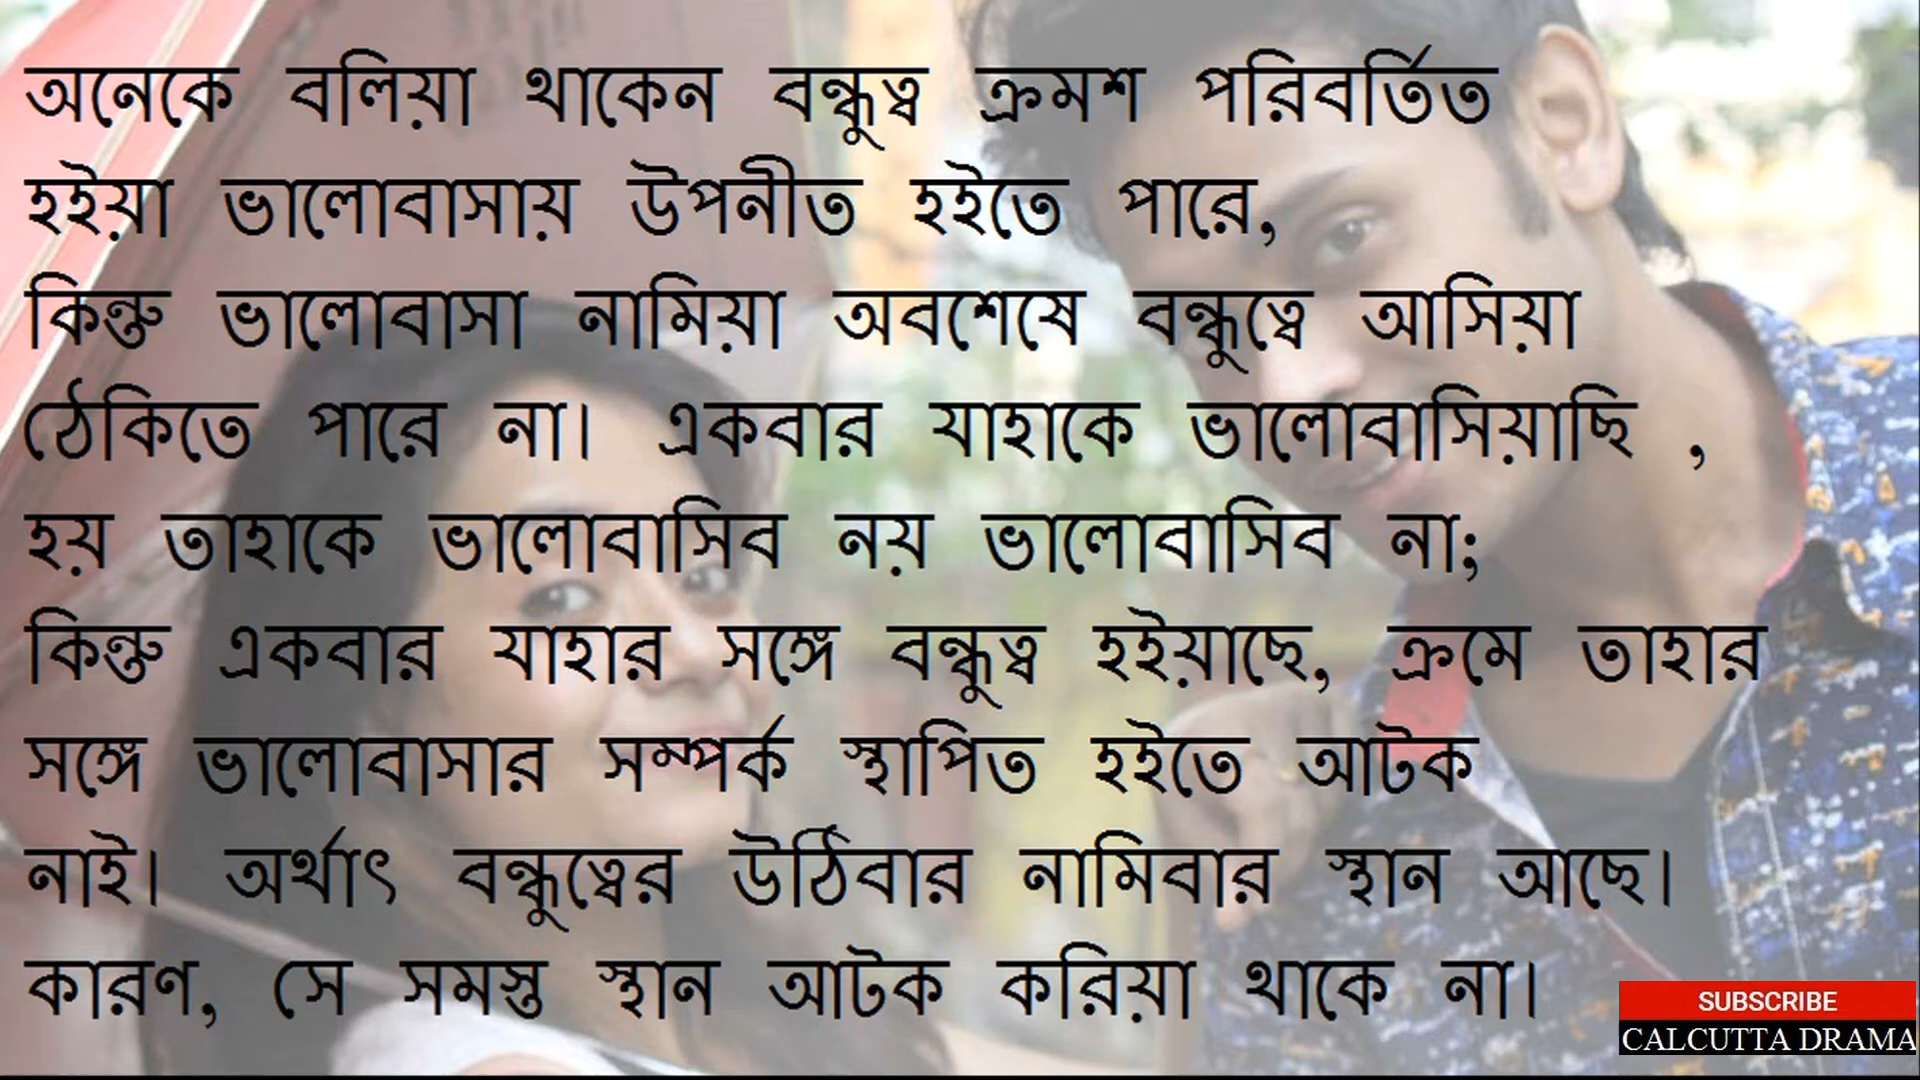 অনেকে বলিয়া থাকেন বন্ধুত্ব ক্রমশ পরিবর্তিত
হইয়া ভালোবাসায় উপনীত হইতে পারে,
কিন্তু ভালোবাসা নামিয়া অবশেষে বন্ধুত্বে আসিয়া
ঠেকিতে পারে না। একবার যাহাকে ভালোবাসিয়াছি ,
হয় তাহাকে ভালোবাসিব নয় ভালোবাসিব না;
কিন্তু একবার যাহার সঙ্গে বন্ধুত্ব হইয়াছে, ক্রমে তাহার
সঙ্গে ভালোবাসার সম্পর্ক স্থাপিত হইতে আটক
নাই। অর্থাৎ বন্ধুত্বের উঠিবার নামিবার স্থান আছে।
কারণ, সে সমস্ত স্থান আটক করিয়া থাকে না।
SUBSCRIBE
CALCUTTA DRAMA